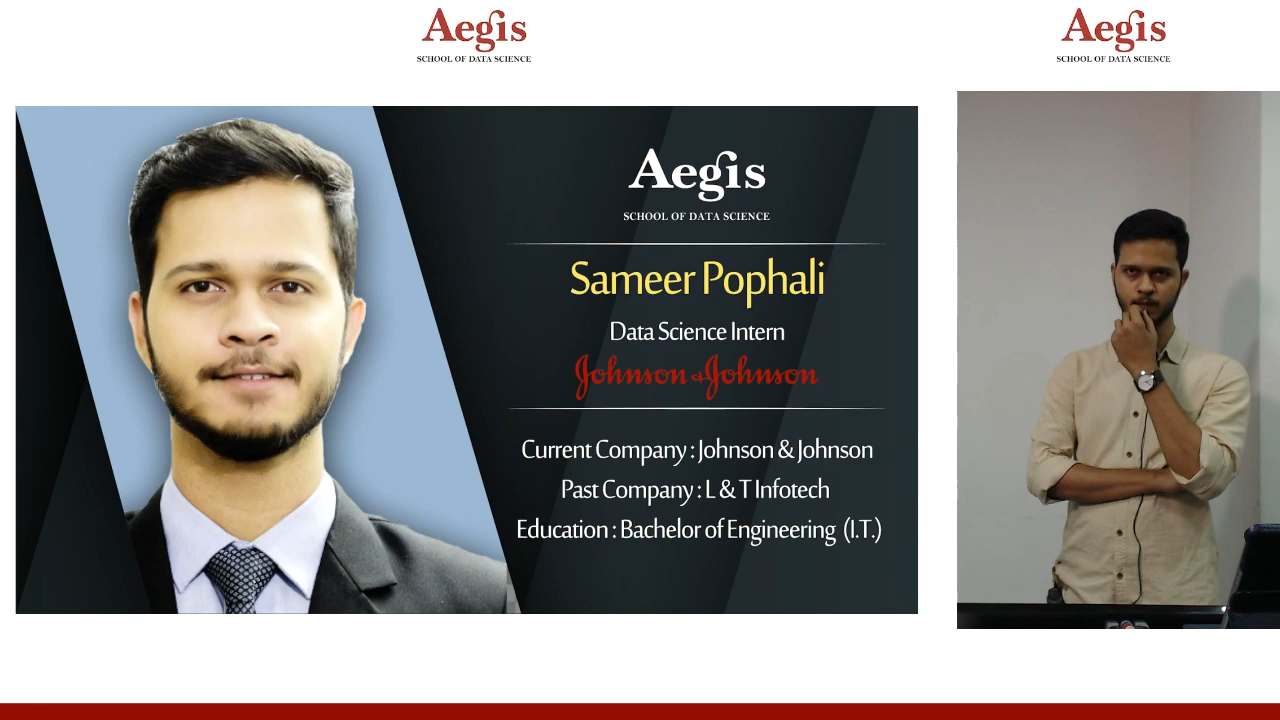 Aegis
SCHOOL OF DATA SCIENCE
Aegis
SCHOOL OF DATA SCIENCE
Aegis
SCHOOL OF DATA SCIENCE
Sameer Pophali
Data Science Intern
Johnson & Johnson
Current Company : Johnson & Johnson
Past Company : L & T Infotech
Education : Bachelor of Engineering (I.T.)